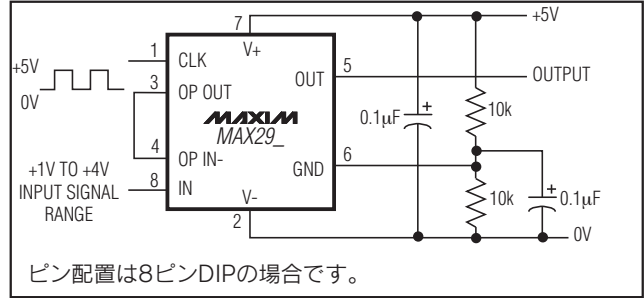 7
+5V
V+
1
CLK
+5V
0V
3
OP OUT
OUT
5
OUTPUT
MAXIM
MAX29_
0.1µF
+
10k
4
OP IN-
GND
6
+1V TO +4V
INPUT SIGNAL
RANGE
8
IN
V-
2
10k
+
0.1µF
0V
ピン配置は8ピンDIPの場合です。